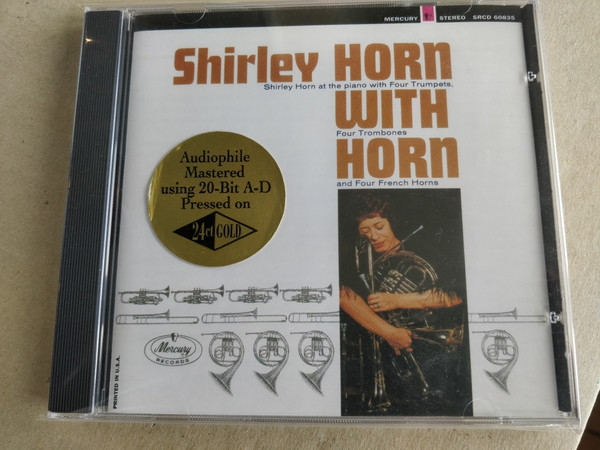 MERCURY STEREO SRCD 60835
Shirley HORN
Shirley Horn at the piano with Four Trumpets,
WITH
Four Trombones
HORN
and Four French Horns
Audiophile
Mastered
using 20-Bit A-D
Pressed on
24ct GOLD
Mercury
RECORDS
PRINTED IN U.S.A.